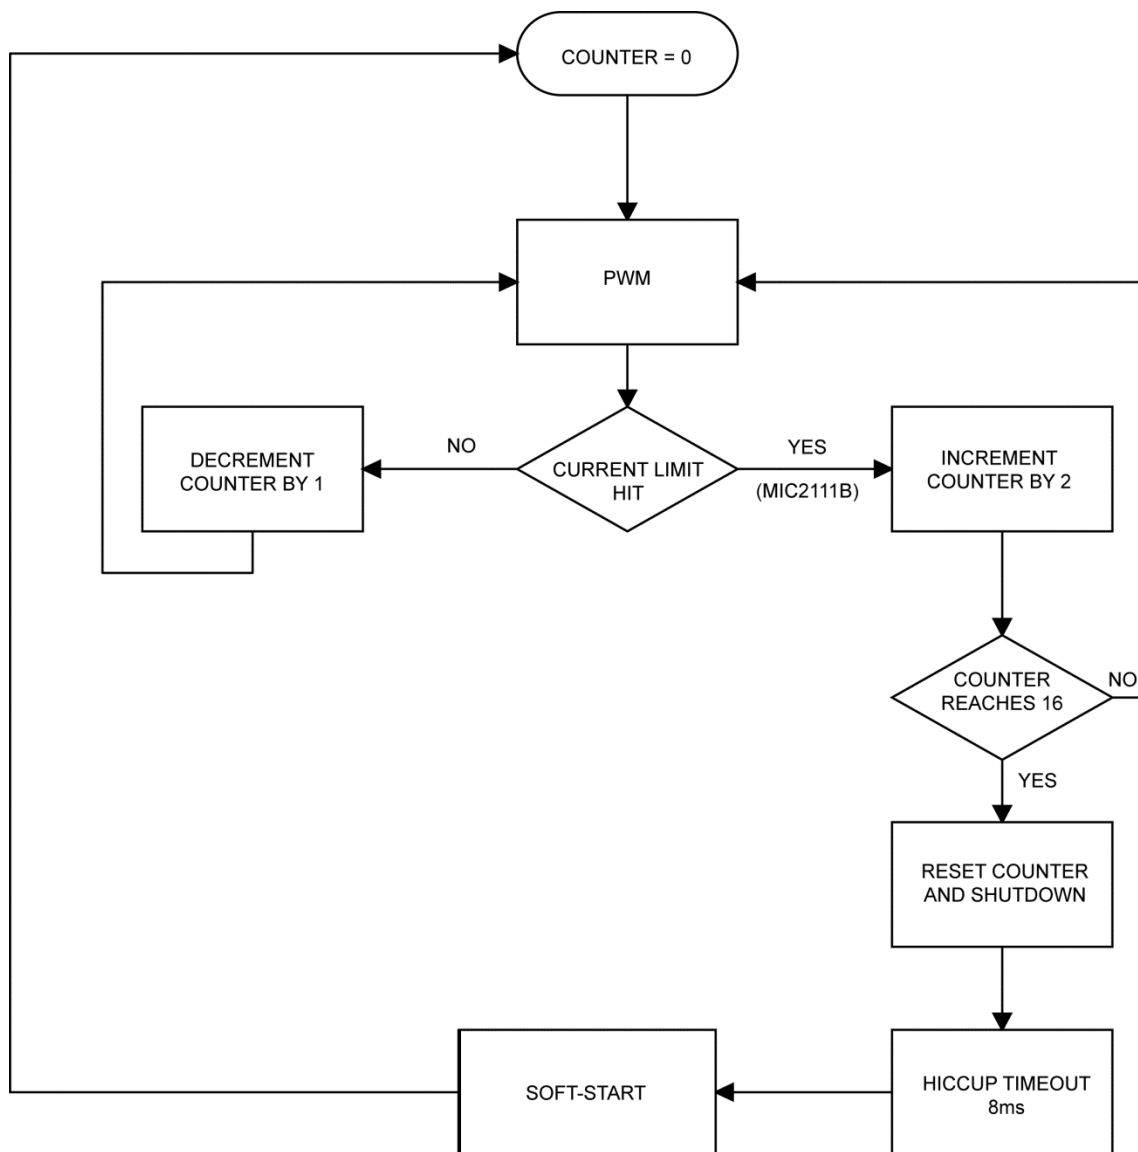 COUNTER = 0
PWM
DECREMENT
COUNTER BY 1
NO
CURRENT LIMIT
HIT
YES
(MIC2111B)
INCREMENT
COUNTER BY 2
COUNTER
REACHES 16
NO
YES
RESET COUNTER
AND SHUTDOWN
HICCUP TIMEOUT
8ms
SOFT-START